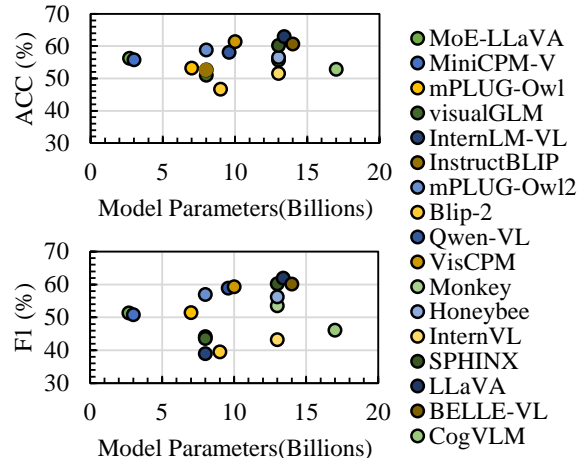 70
60
50
40
30
ACC (%)
0 5 10 15 20
Model Parameters(Billions)
70
60
50
40
30
F1 (%)
0 5 10 15 20
Model Parameters(Billions)
MoE-LLaVA
MiniCPM-V
mPLUG-Owl
visualGLM
InternLM-VL
InstructBLIP
mPLUG-Owl2
Blip-2
Qwen-VL
VisCPM
Monkey
Honeybee
InternVL
SPHINX
LLaVA
BELLE-VL
CogVLM